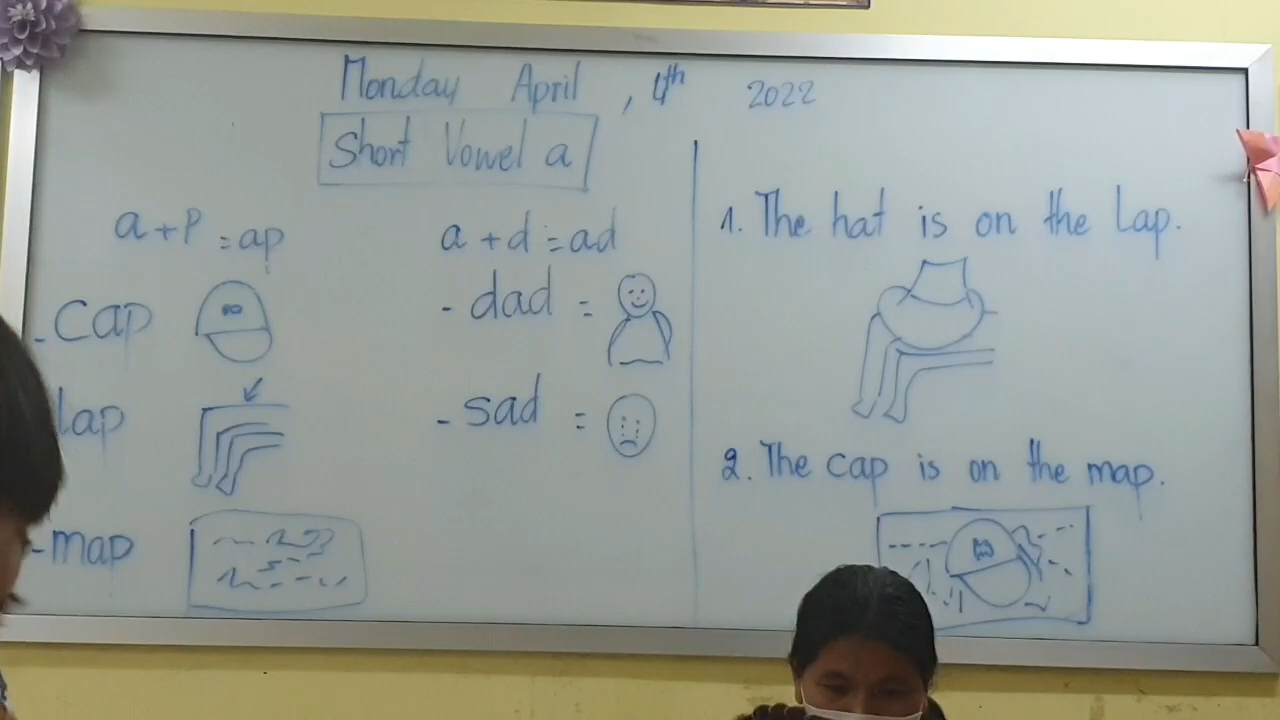 Monday April , 4th 2022
Short Vowel a
a + p = ap
- cap
lap
- map
a + d = ad
- dad =
- sad =
1. The hat is on the Lap.
2. The cap is on the map.